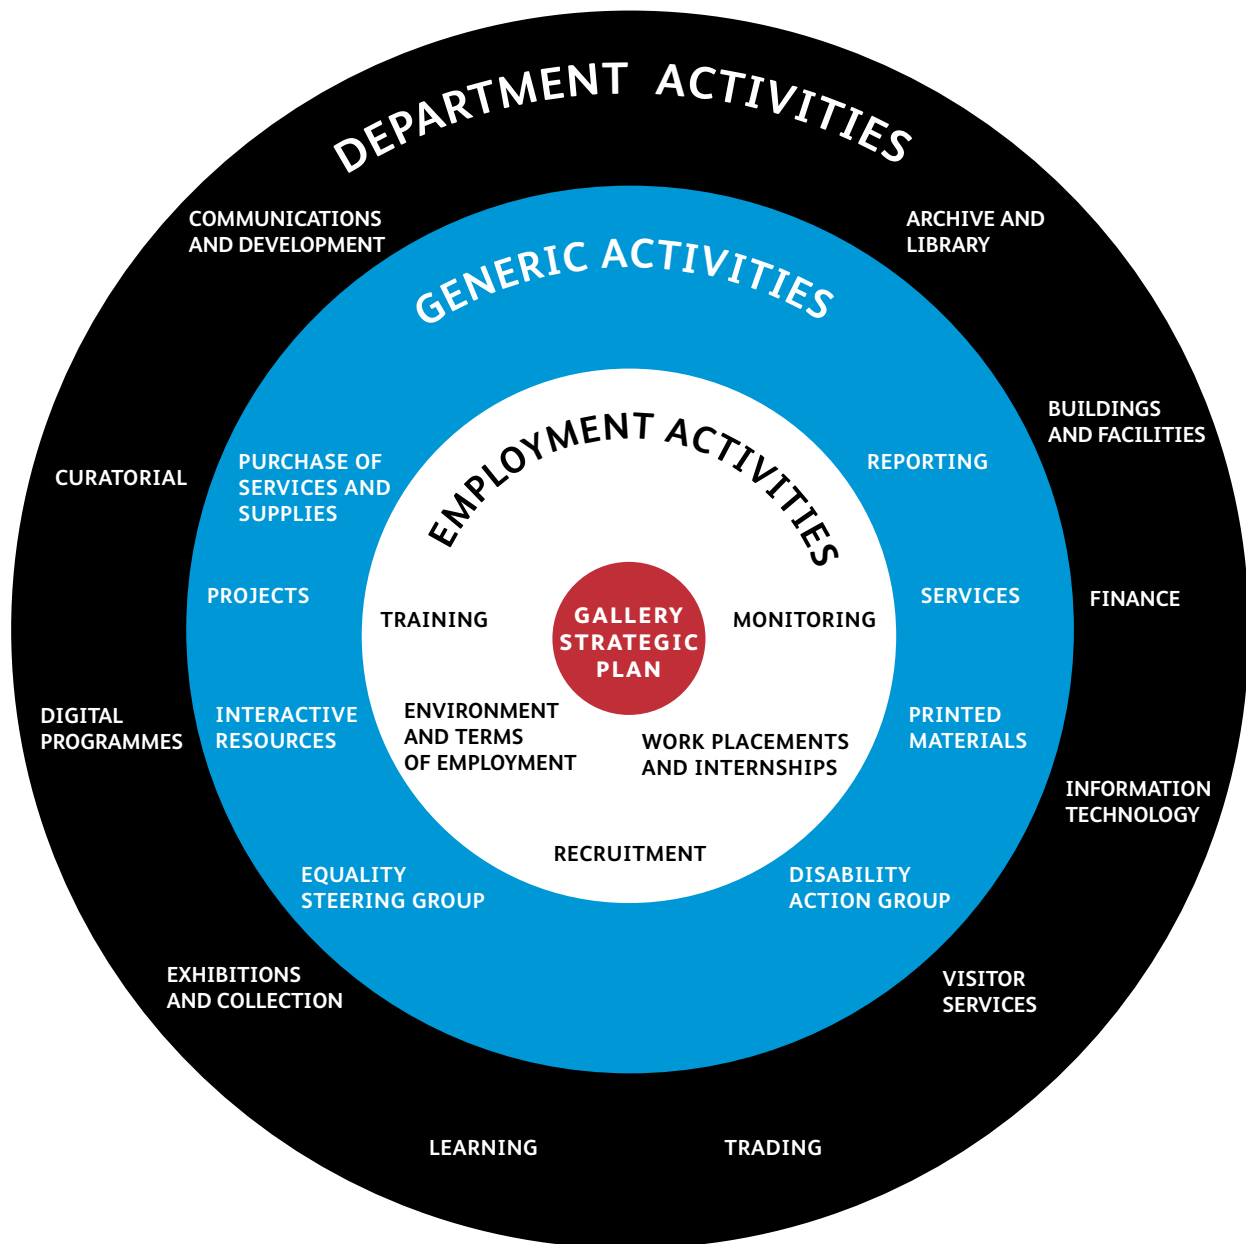 DEPARTMENT ACTIVITIES
COMMUNICATIONS
AND DEVELOPMENT
ARCHIVE AND
LIBRARY
BUILDINGS
AND FACILITIES
FINANCE
INFORMATION
TECHNOLOGY
VISITOR
SERVICES
TRADING
LEARNING
EXHIBITIONS
AND COLLECTION
DIGITAL
PROGRAMMES
CURATORIAL
GENERIC ACTIVITIES
REPORTING
SERVICES
PRINTED
MATERIALS
DISABILITY
ACTION GROUP
EQUALITY
STEERING GROUP
INTERACTIVE
RESOURCES
PROJECTS
PURCHASE OF
SERVICES AND
SUPPLIES
EMPLOYMENT ACTIVITIES
MONITORING
WORK PLACEMENTS
AND INTERNSHIPS
RECRUITMENT
ENVIRONMENT
AND TERMS
OF EMPLOYMENT
TRAINING
GALLERY
STRATEGIC
PLAN